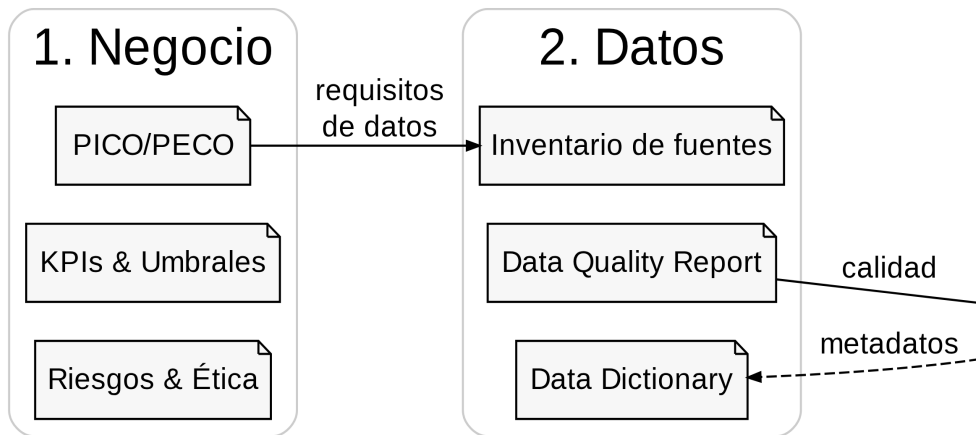 1. Negocio
PICO/PECO
KPIs & Umbrales
Riesgos & Ética
requisitos
de datos
2. Datos
Inventario de fuentes
Data Quality Report
Data Dictionary
calidad
metadatos